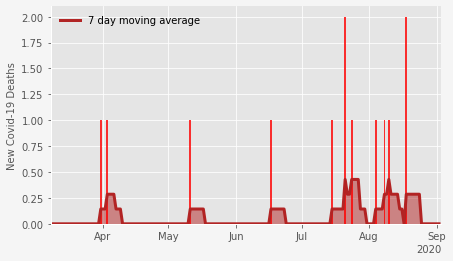 7 day moving average
New Covid-19 Deaths
2.00
1.75
1.50
1.25
1.00
0.75
0.50
0.25
0.00
Apr
May
Jun
Jul
Aug
Sep
2020